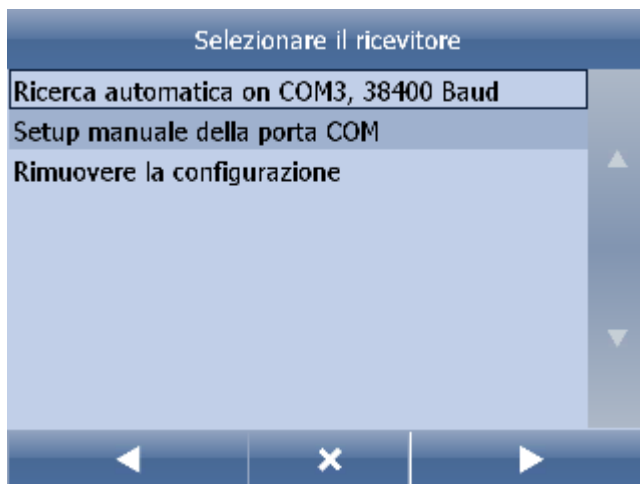 Selezionare il ricevitore
Ricerca automatica on COM3, 38400 Baud
Setup manuale della porta COM
Rimuovere la configurazione